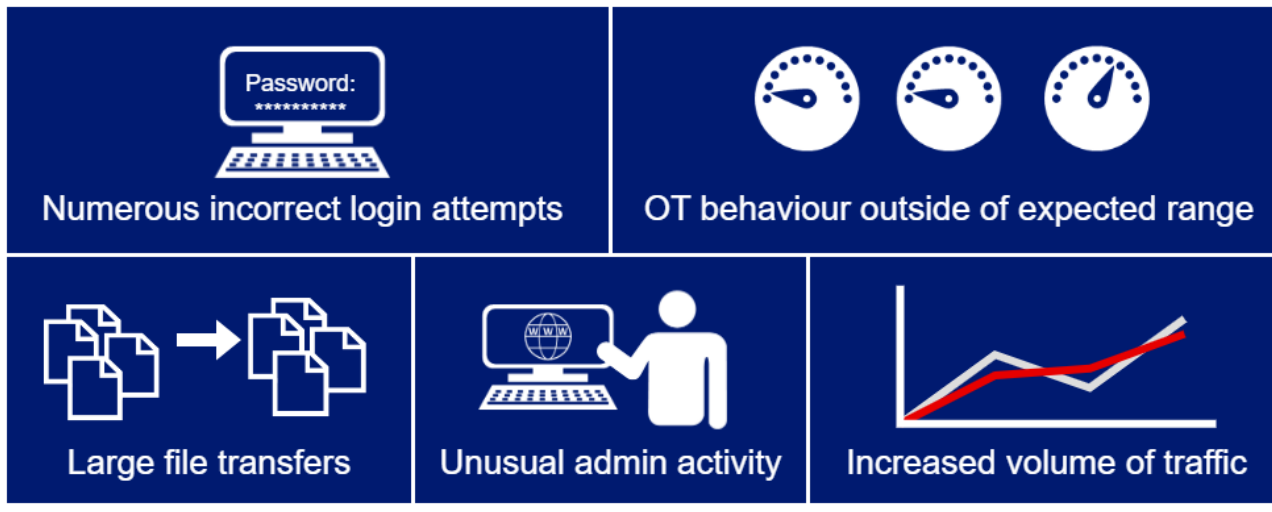 Password:
**********
Numerous incorrect login attempts
OT behaviour outside of expected range
Large file transfers
WWW
Unusual admin activity
Increased volume of traffic